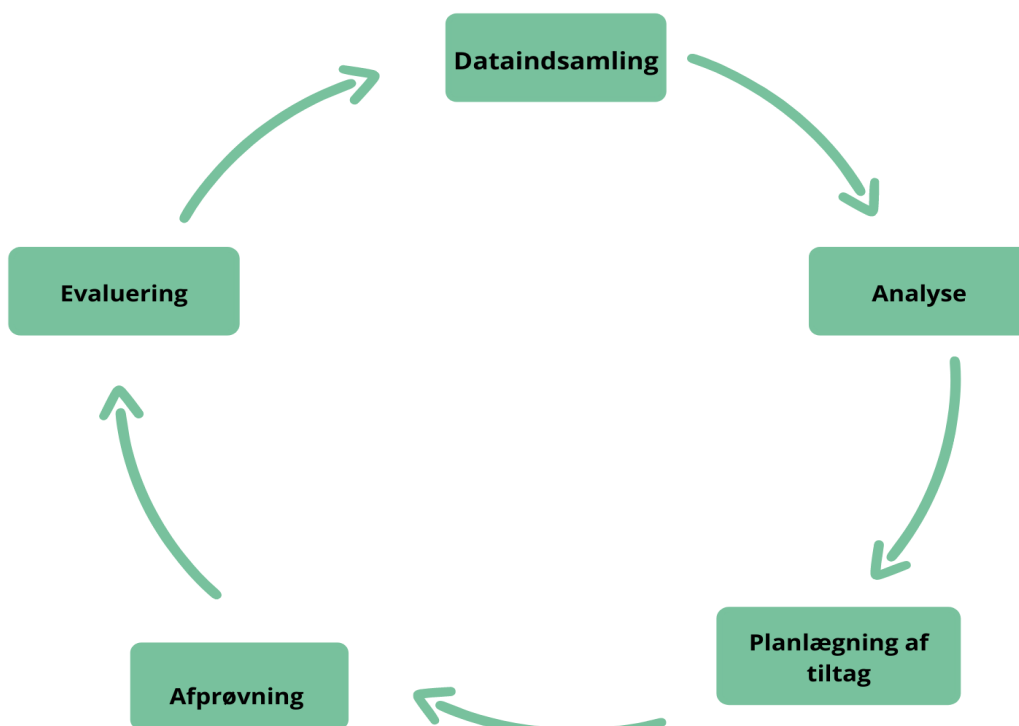 Dataindsamling
Analyse
Planlægning af
tiltag
Afprøvning
Evaluering